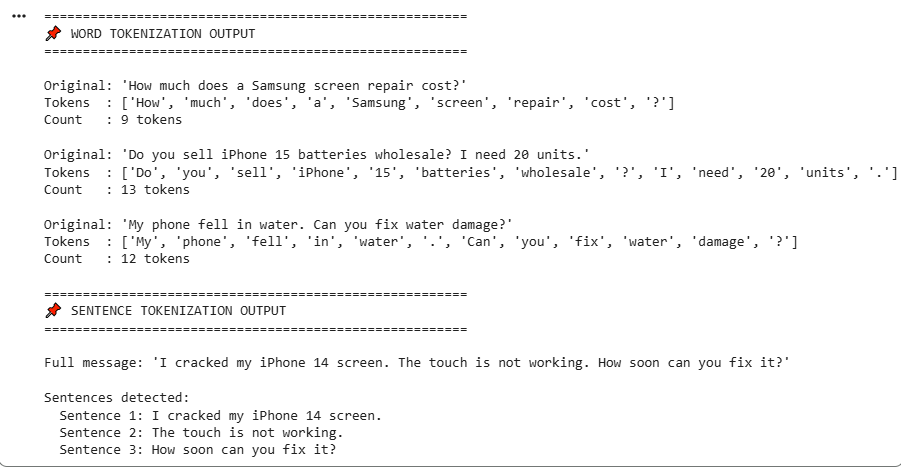 =======================================================
📌 WORD TOKENIZATION OUTPUT
=======================================================
Original: 'How much does a Samsung screen repair cost?'
Tokens  : ['How', 'much', 'does', 'a', 'Samsung', 'screen', 'repair', 'cost', '?']
Count   : 9 tokens
Original: 'Do you sell iPhone 15 batteries wholesale? I need 20 units.'
Tokens  : ['Do', 'you', 'sell', 'iPhone', '15', 'batteries', 'wholesale', '?', 'I', 'need', '20', 'units', '.']
Count   : 13 tokens
Original: 'My phone fell in water. Can you fix water damage?'
Tokens  : ['My', 'phone', 'fell', 'in', 'water', '.', 'Can', 'you', 'fix', 'water', 'damage', '?']
Count   : 12 tokens
=======================================================
📌 SENTENCE TOKENIZATION OUTPUT
=======================================================
Full message: 'I cracked my iPhone 14 screen. The touch is not working. How soon can you fix it?'
Sentences detected:
  Sentence 1: I cracked my iPhone 14 screen.
  Sentence 2: The touch is not working.
  Sentence 3: How soon can you fix it?